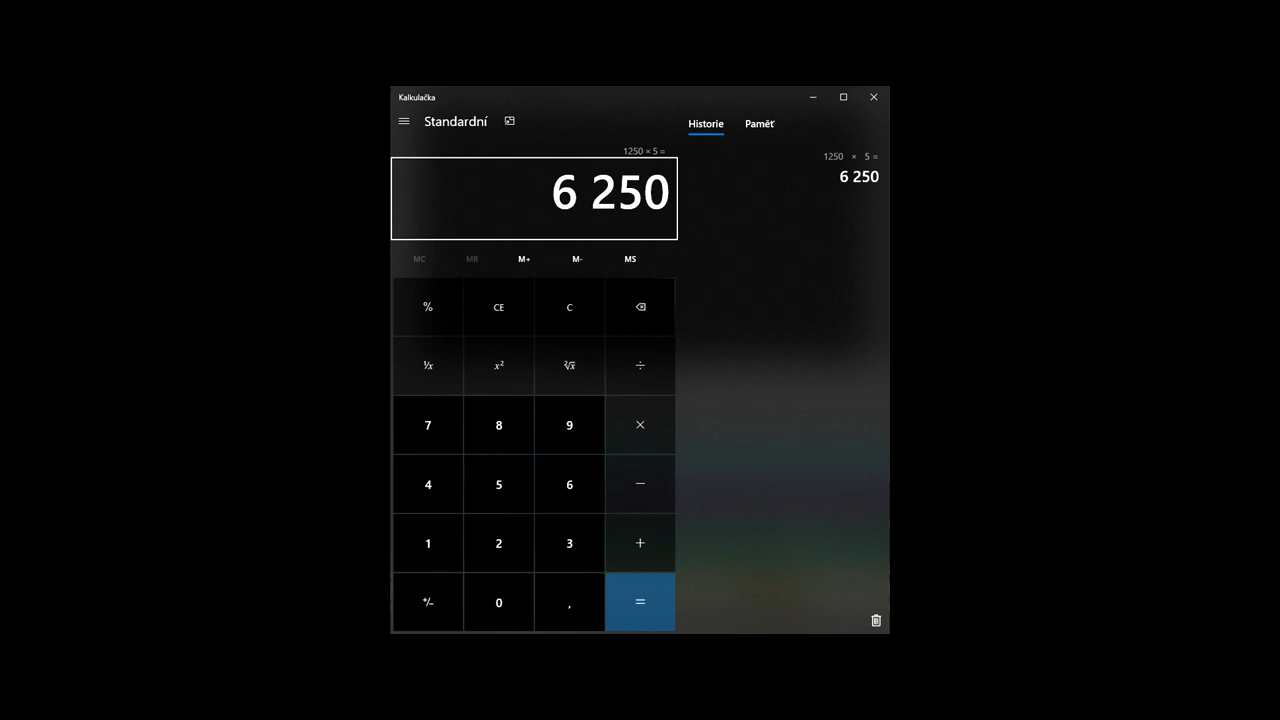 Kalkulačka
Standardní
1250 × 5 =
6 250
MC MR M+ M- MS
% CE C
¹/x x² ²√x ÷
7 8 9 ×
4 5 6 −
1 2 3 +
+/− 0 , =
Historie Paměť
1250 × 5 =
6 250